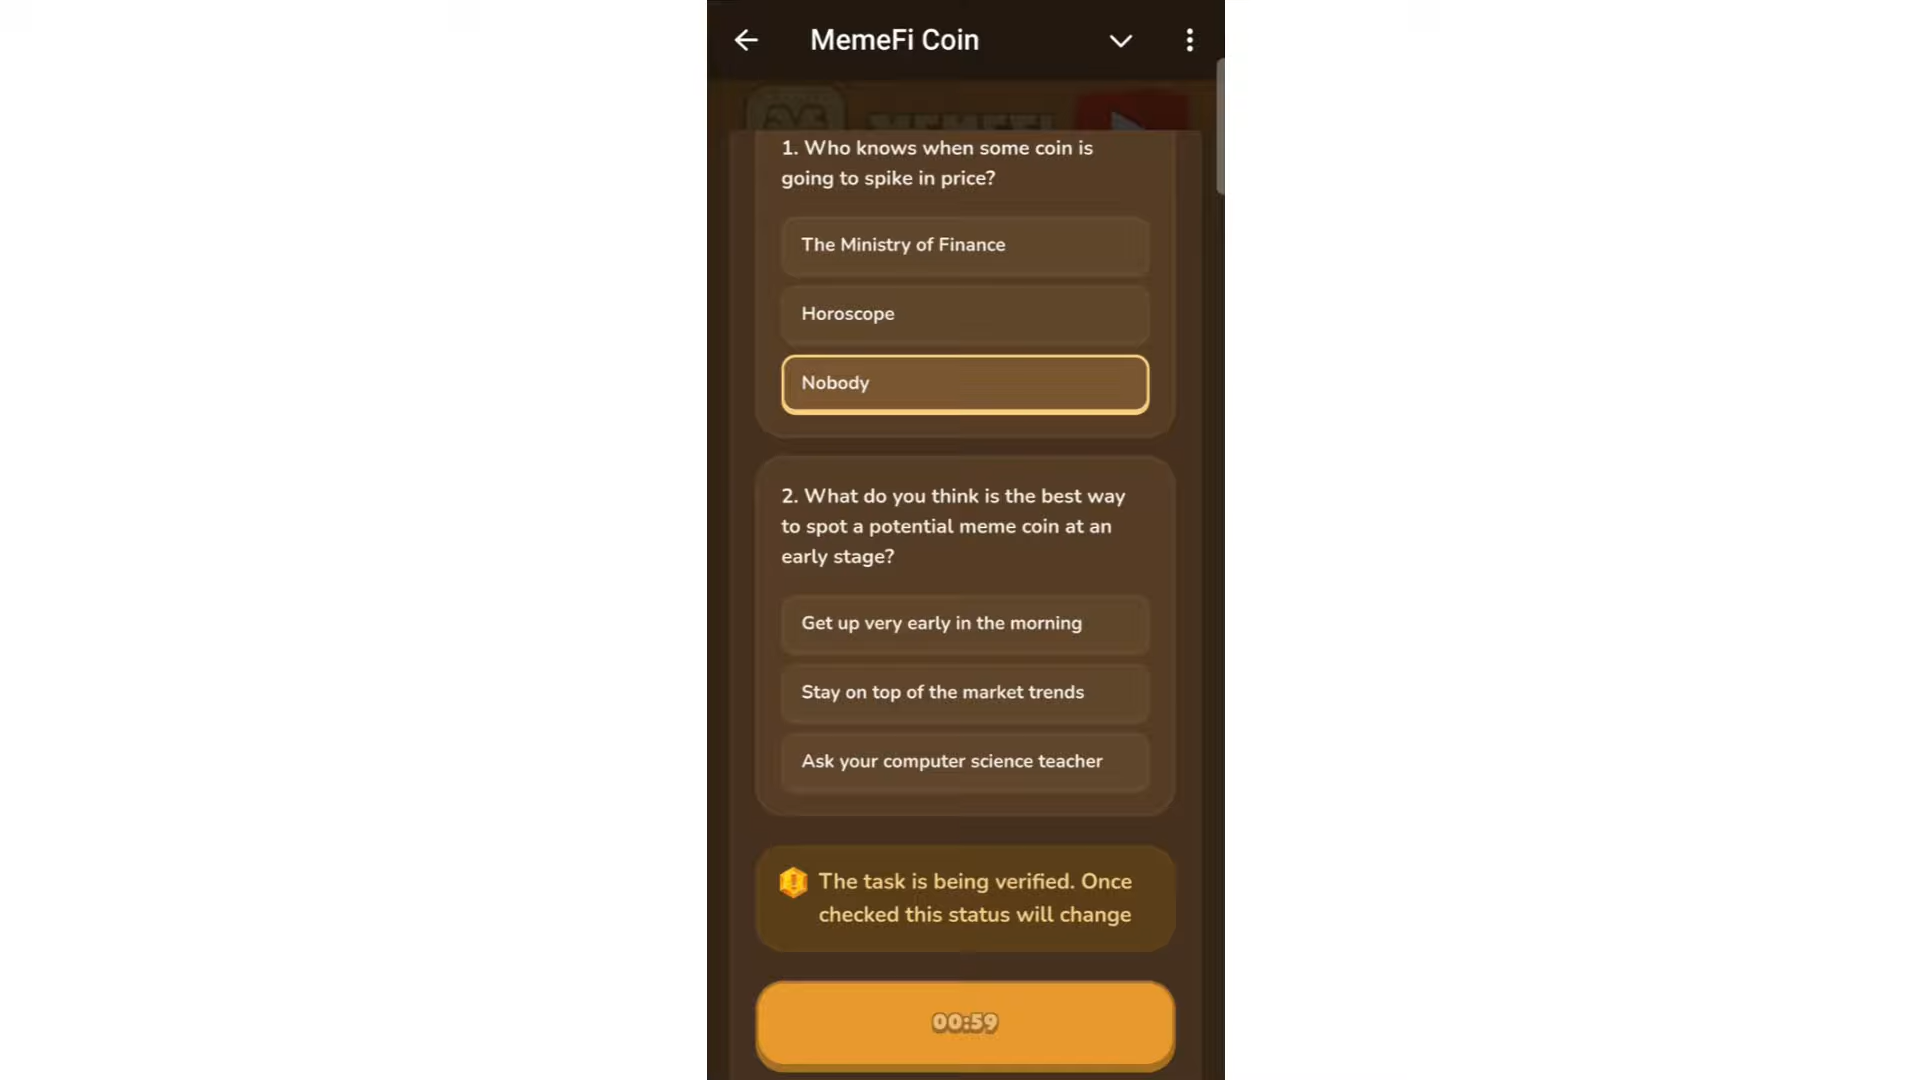 MemeFi Coin
1. Who knows when some coin is
going to spike in price?
The Ministry of Finance
Horoscope
Nobody
2. What do you think is the best way
to spot a potential meme coin at an
early stage?
Get up very early in the morning
Stay on top of the market trends
Ask your computer science teacher
The task is being verified. Once
checked this status will change
00:59